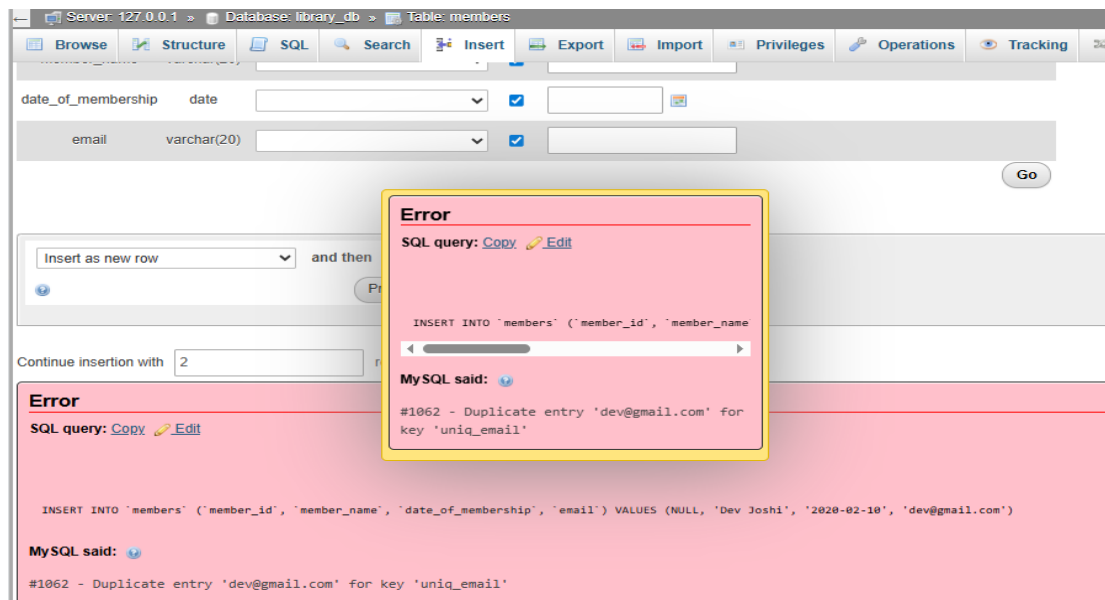 Server: 127.0.0.1 » Database: library_db » Table: members
Browse Structure SQL Search Insert Export Import Privileges Operations Tracking
date_of_membership date
email varchar(20)
Go
Insert as new row and then
Continue insertion with 2
Error
SQL query: Copy Edit
INSERT INTO `members` (`member_id`, `member_name
MySQL said:
#1062 - Duplicate entry 'dev@gmail.com' for
key 'uniq_email'
Error
SQL query: Copy Edit
INSERT INTO `members` (`member_id`, `member_name`, `date_of_membership`, `email`) VALUES (NULL, 'Dev Joshi', '2020-02-10', 'dev@gmail.com')
MySQL said:
#1062 - Duplicate entry 'dev@gmail.com' for key 'uniq_email'